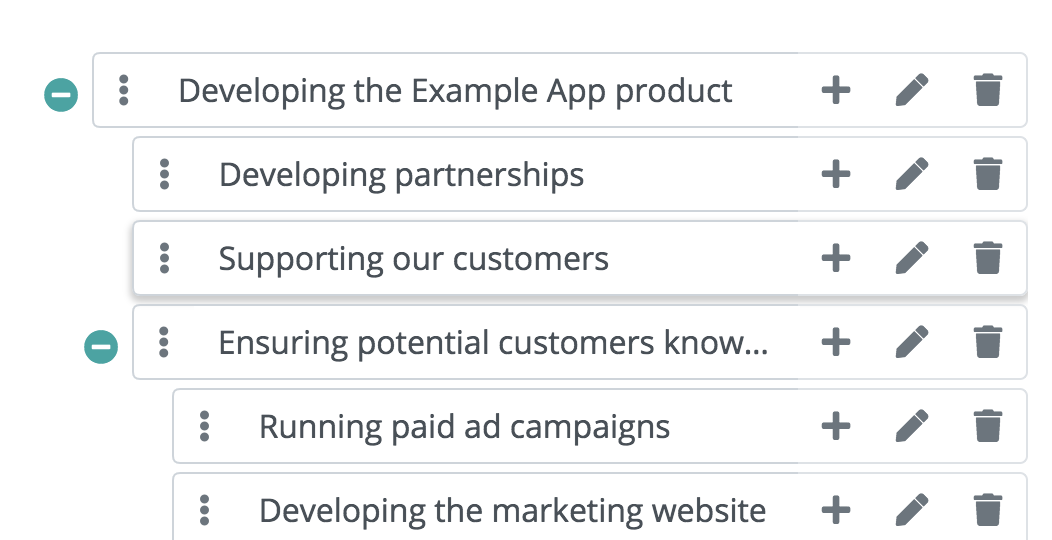 Developing the Example App product
Developing partnerships
Supporting our customers
Ensuring potential customers know...
Running paid ad campaigns
Developing the marketing website